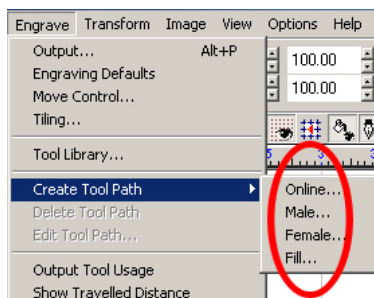 Engrave Transform Image View Options Help
Output... Alt+P
Engraving Defaults
Move Control...
Tiling...
Tool Library...
Create Tool Path
Delete Tool Path
Edit Tool Path...
Output Tool Usage
Show Travelled Distance
100.00
100.00
5 3
Online...
Male...
Female...
Fill...